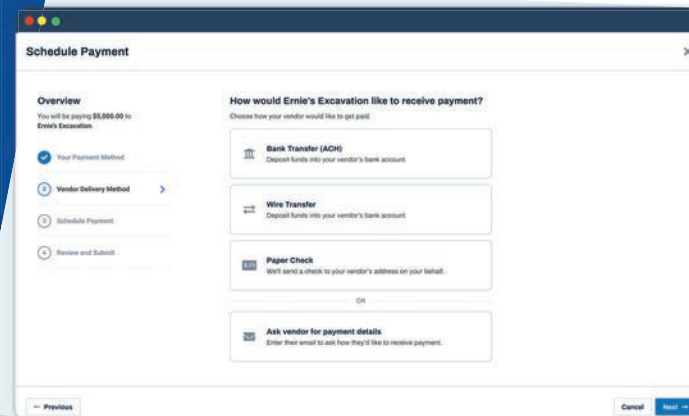 Schedule Payment
Overview
You will be paying $5,000.00 to
Ernie's Excavation.
Your Payment Method
2 Vendor Delivery Method
3 Schedule Payment
4 Review and Submit
How would Ernie's Excavation like to receive payment?
Choose how your vendor would like to get paid.
Bank Transfer (ACH)
Deposit funds into your vendor's bank account.
Wire Transfer
Deposit funds into your vendor's bank account.
Paper Check
We'll send a check to your vendor's address on your behalf.
OR
Ask vendor for payment details
Enter their email to ask how they'd like to receive payment.
← Previous
Cancel
Next →